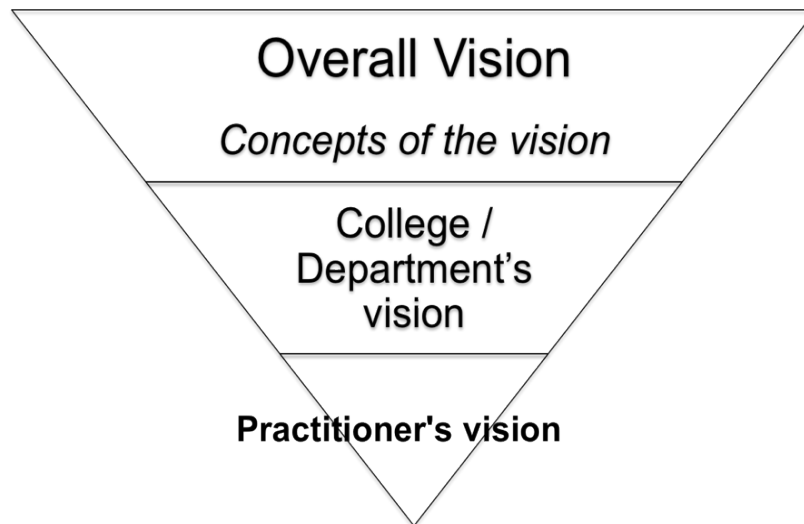 Overall Vision
Concepts of the vision
College /
Department’s
vision
Practitioner's vision